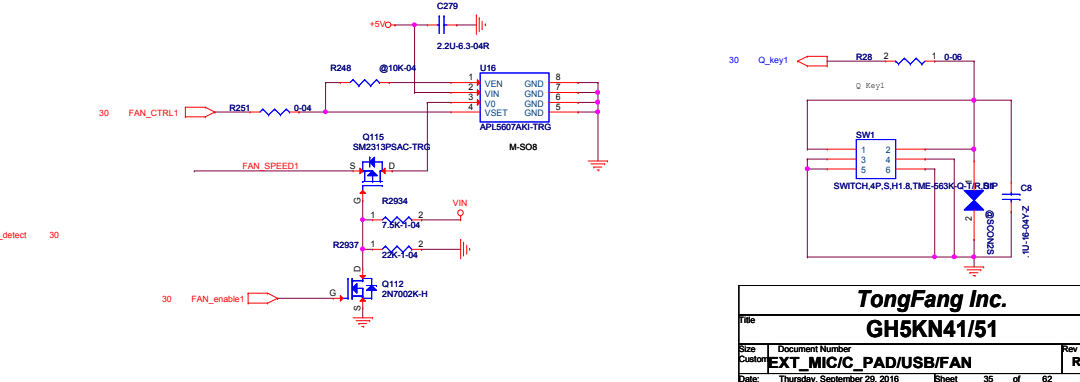 C279
+5V
2.2U-6.3-04R
R248
@10K-04
U16
1 VEN GND 8
2 VIN GND 7
3 V0 GND 6
4 VSET GND 5
APL5607AKI-TRG
M-SO8
30 FAN_CTRL1
R251
0-04
Q115
SM2313PSAC-TRG
FAN_SPEED1
S
D
G
R2934
1 2
7.5K-1-04
VIN
R2937
1 2
22K-1-04
_detect 30
D
Q112
2N7002K-H
G
S
30 FAN_enable1
30 Q_key1
R28 2 1 0-06
Q Key1
SW1
1 2
3 4
5 6
SWITCH,4P,S,H1.8,TME-563K-Q-T/R,DIP
1
2
@SCON2S
C8
.1U-16-04Y-Z
TongFang Inc.
Title
GH5KN41/51
Size Document Number Rev
Custom EXT_MIC/C_PAD/USB/FAN R
Date: Thursday, September 29, 2016 Sheet 35 of 62